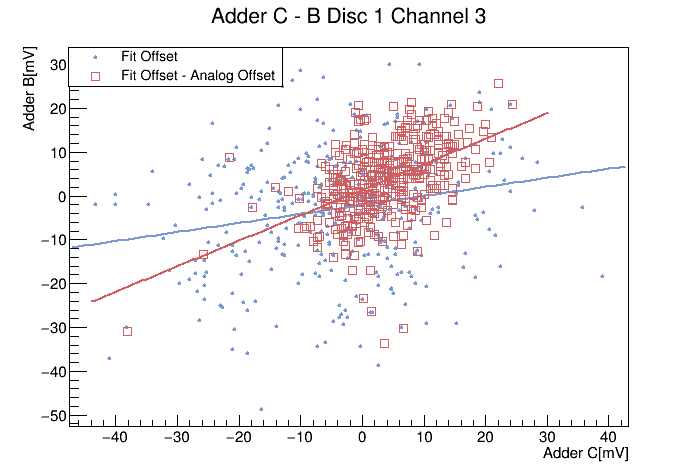 Adder C - B Disc 1 Channel 3
Adder B[mV]
Fit Offset
Fit Offset - Analog Offset
30
20
10
0
−10
−20
−30
−40
−50
−40 −30 −20 −10 0 10 20 30 40
Adder C[mV]